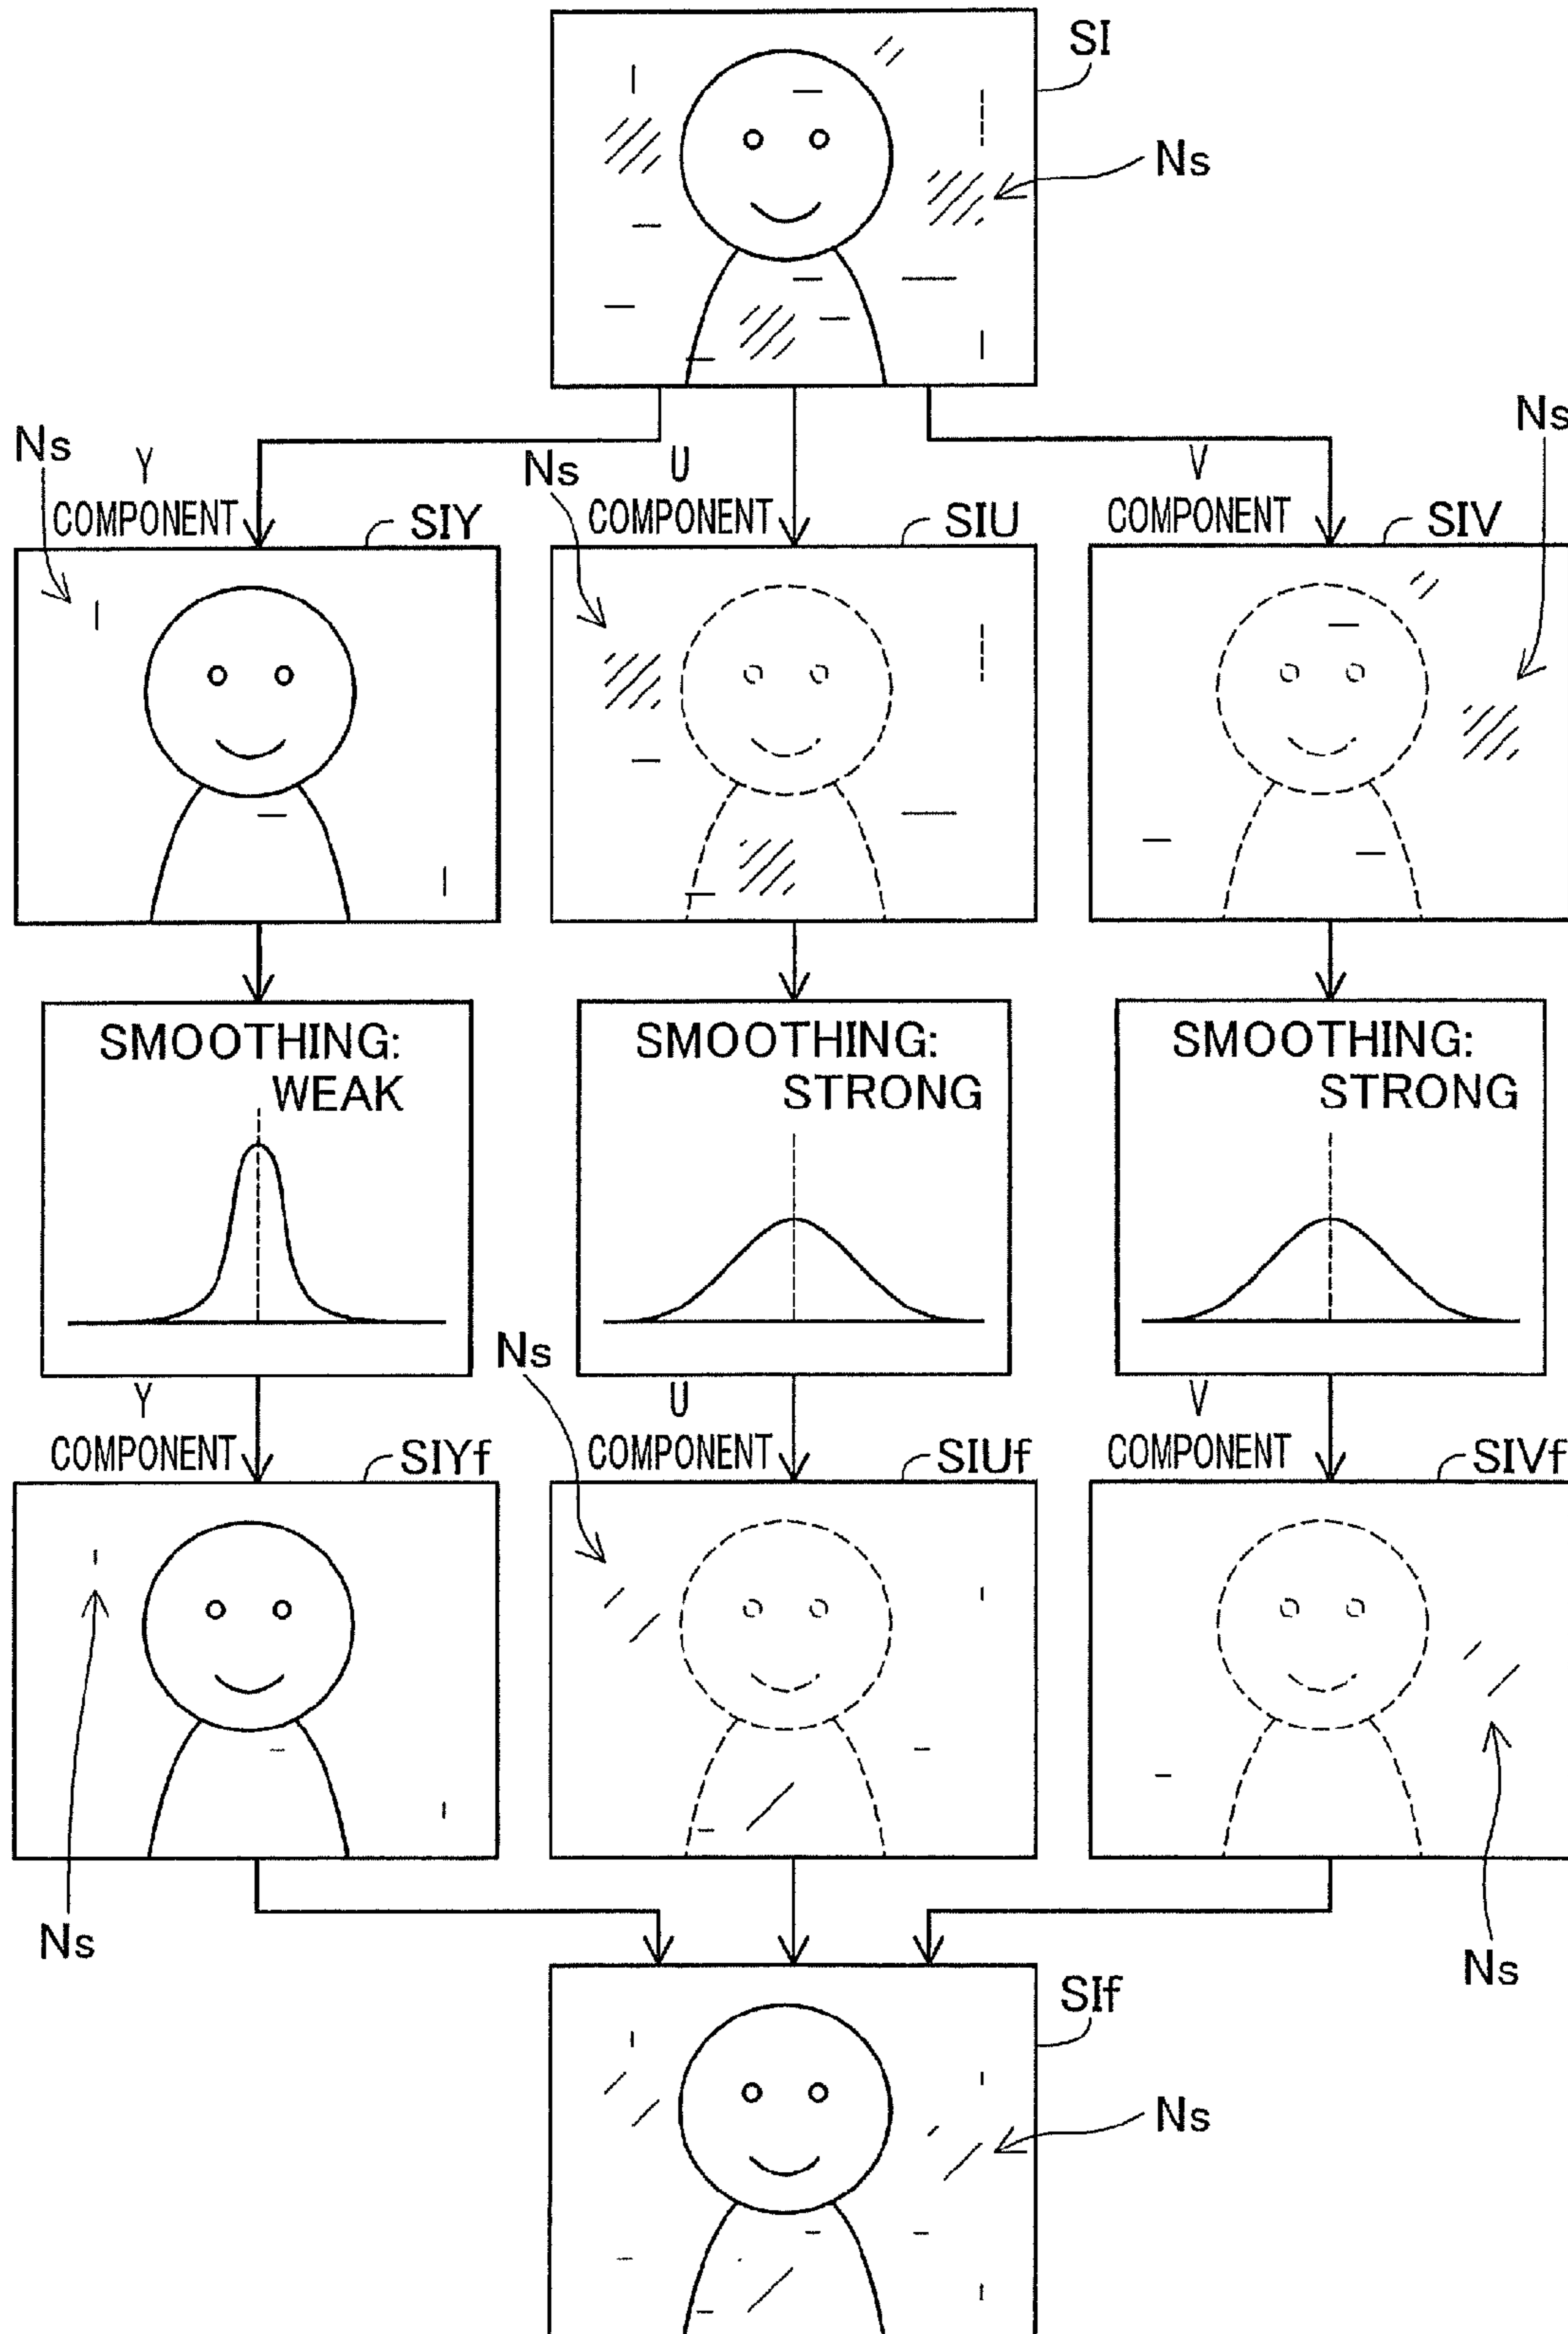 SI
Ns
Ns
Y
COMPONENT
SIY
Ns
U
COMPONENT
SIU
V
COMPONENT
SIV
Ns
SMOOTHING:
WEAK
SMOOTHING:
STRONG
SMOOTHING:
STRONG
Y
COMPONENT
SIYf
Ns
U
COMPONENT
SIUf
V
COMPONENT
SIVf
Ns
Ns
SIf
Ns